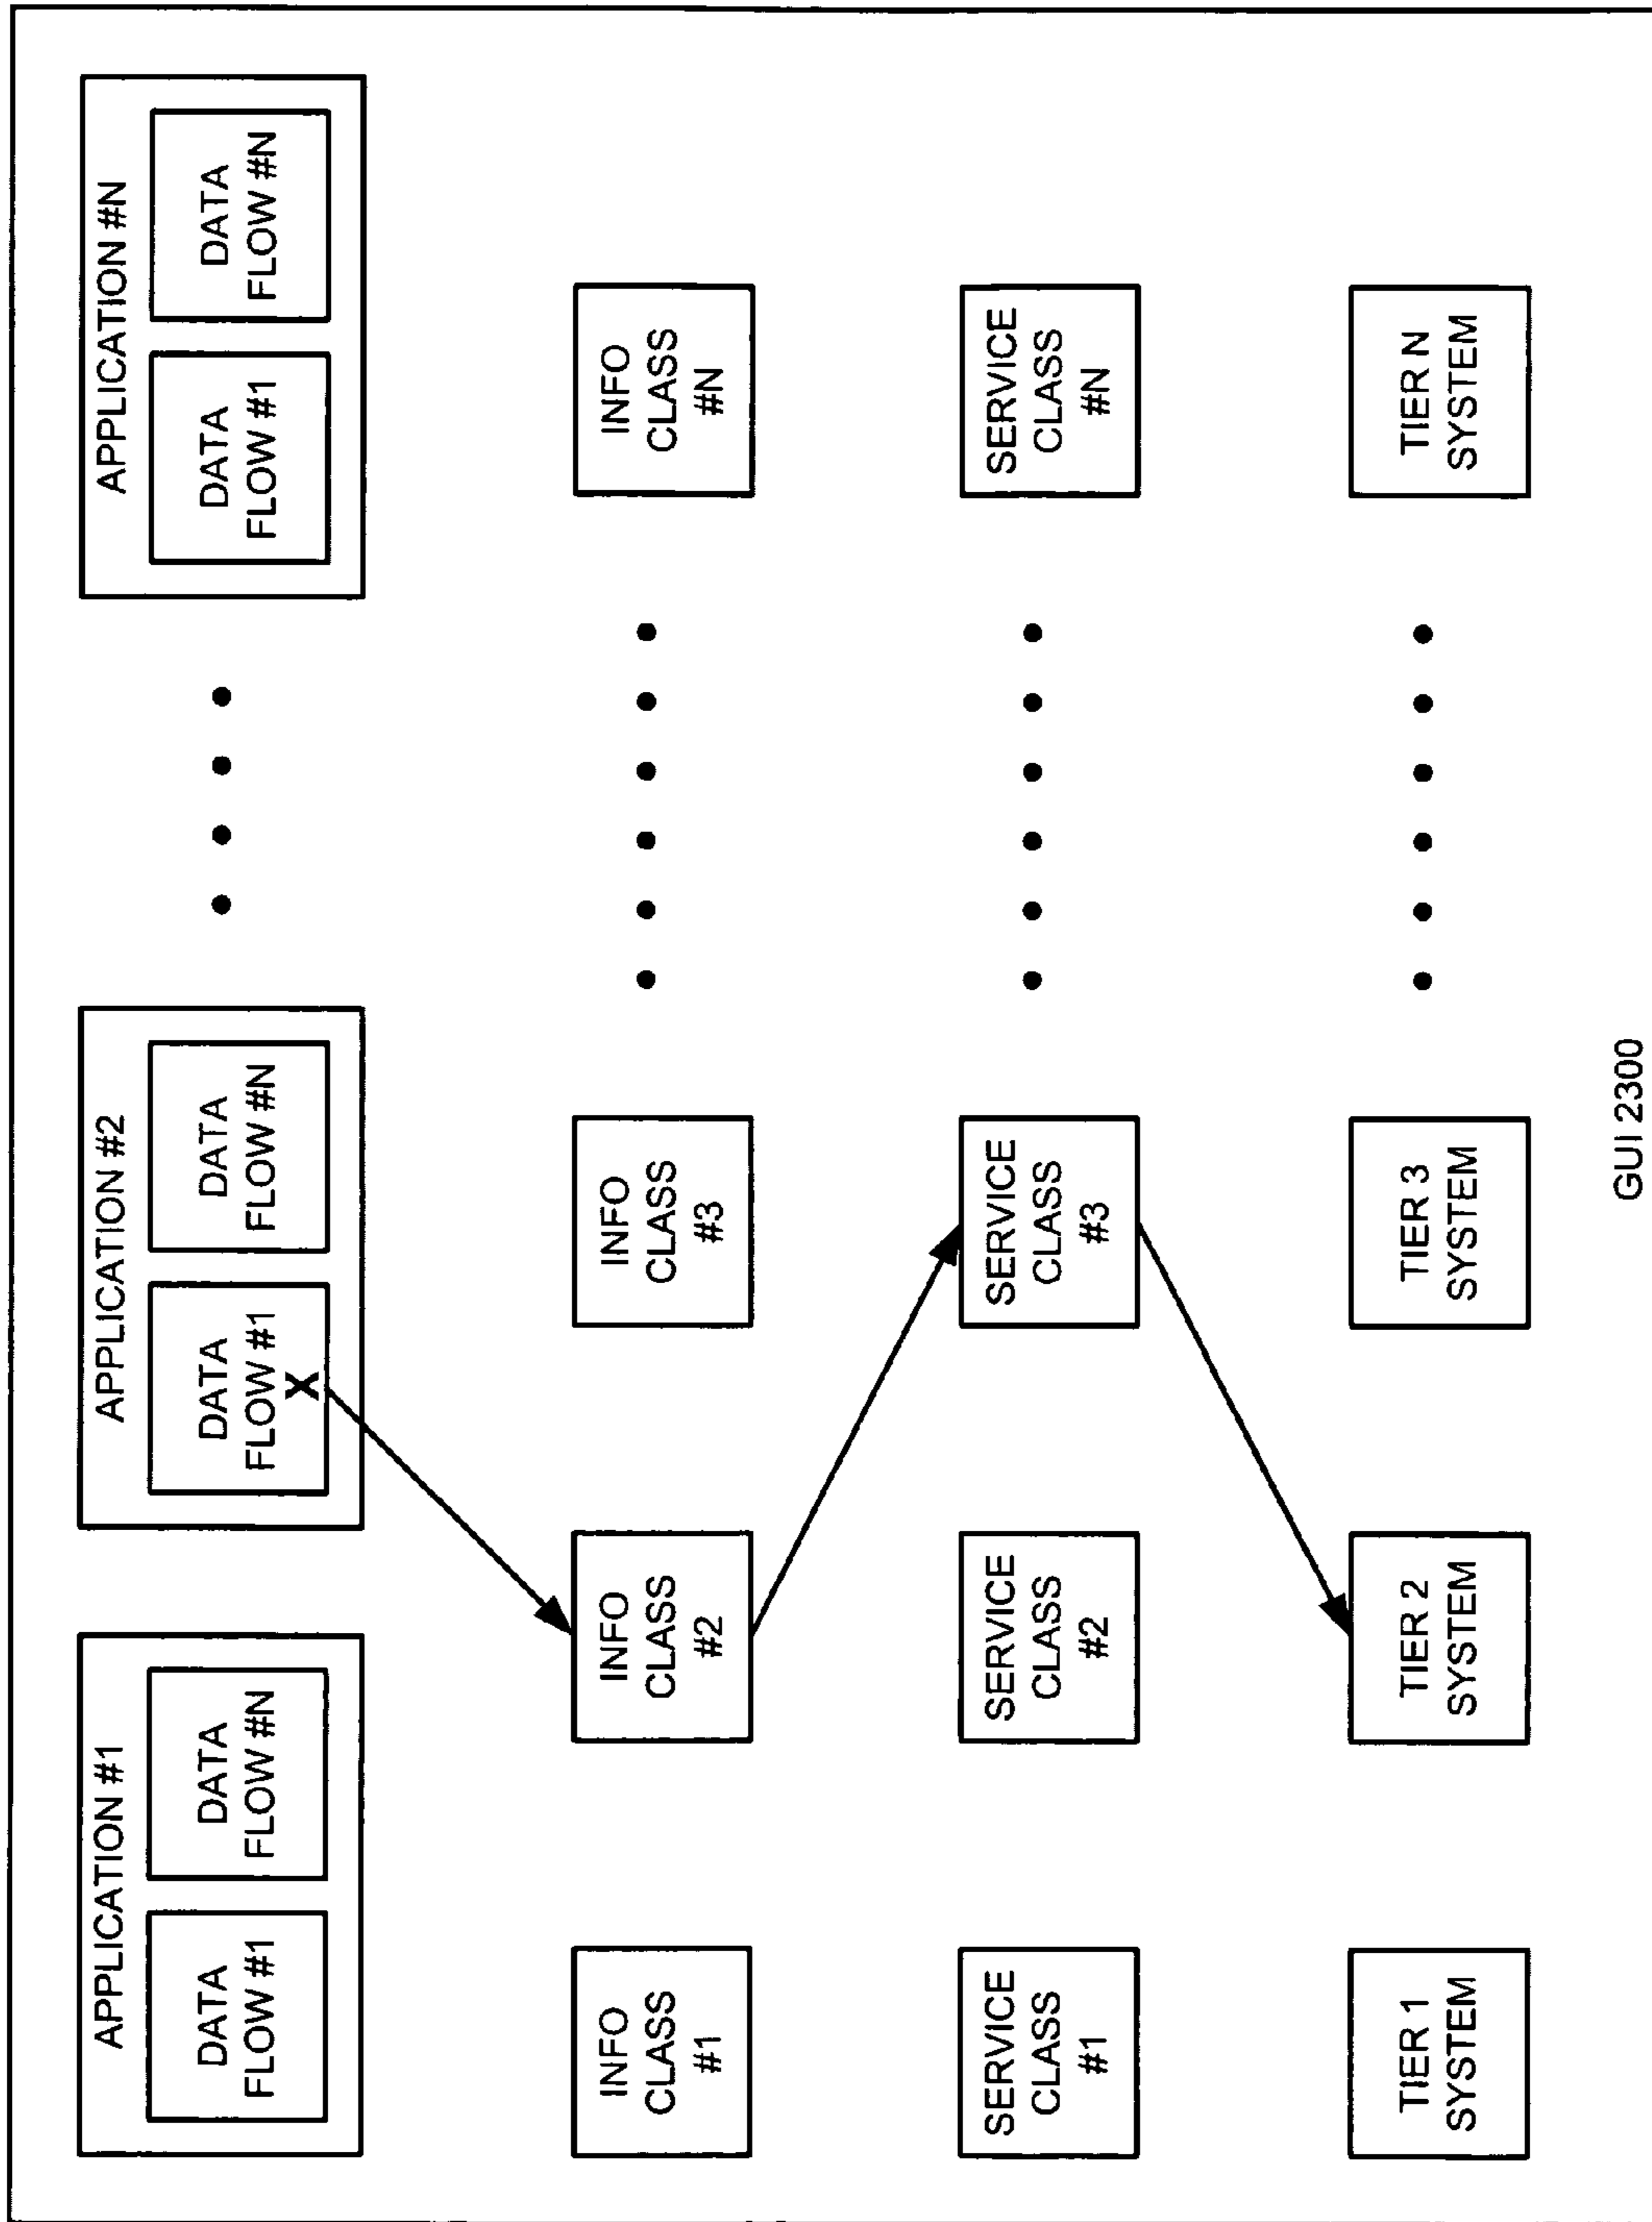 APPLICATION #1
DATA
FLOW #1
DATA
FLOW #N
APPLICATION #2
DATA
FLOW #1
X
DATA
FLOW #N
APPLICATION #N
DATA
FLOW #1
DATA
FLOW #N
INFO
CLASS
#1
INFO
CLASS
#2
INFO
CLASS
#3
INFO
CLASS
#N
SERVICE
CLASS
#1
SERVICE
CLASS
#2
SERVICE
CLASS
#3
SERVICE
CLASS
#N
TIER 1
SYSTEM
TIER 2
SYSTEM
TIER 3
SYSTEM
TIER N
SYSTEM
GUI 2300